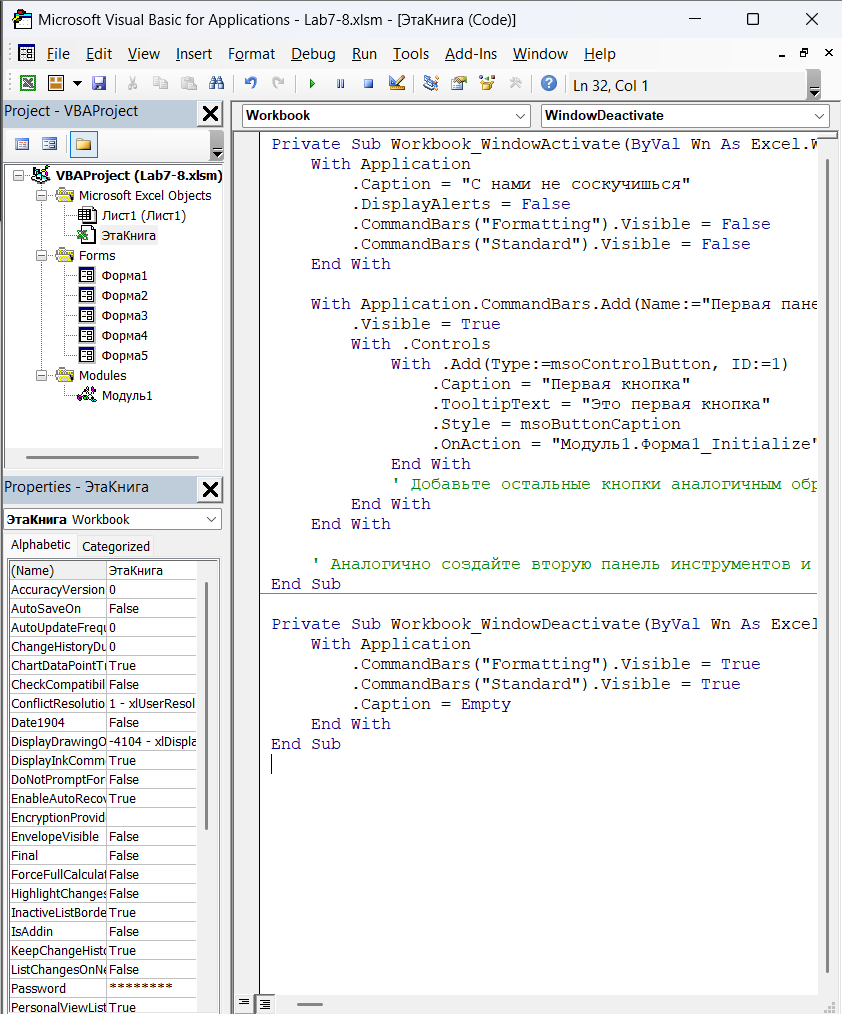 Microsoft Visual Basic for Applications - Lab7-8.xlsm - [ЭтаКнига (Code)]
File Edit View Insert Format Debug Run Tools Add-Ins Window Help
Ln 32, Col 1
Project - VBAProject
VBAProject (Lab7-8.xlsm)
Microsoft Excel Objects
Лист1 (Лист1)
ЭтаКнига
Forms
Форма1
Форма2
Форма3
Форма4
Форма5
Modules
Модуль1
Properties - ЭтаКнига
ЭтаКнига Workbook
Alphabetic Categorized
(Name) ЭтаКнига
AccuracyVersion 0
AutoSaveOn False
AutoUpdateFrequ 0
ChangeHistoryDu 0
ChartDataPointTr True
CheckCompatibil False
ConflictResolutio 1 - xlUserResol
Date1904 False
DisplayDrawingO -4104 - xlDispla
DisplayInkComm True
DoNotPromptFor False
EnableAutoRecov True
EncryptionProvid
EnvelopeVisible False
Final False
ForceFullCalculat False
HighlightChanges False
InactiveListBorde True
IsAddin False
KeepChangeHisto True
ListChangesOnNe False
Password ********
PersonalViewList True
Workbook WindowDeactivate
Private Sub Workbook_WindowActivate(ByVal Wn As Excel.W
With Application
.Caption = "С нами не соскучишься"
.DisplayAlerts = False
.CommandBars("Formatting").Visible = False
.CommandBars("Standard").Visible = False
End With
With Application.CommandBars.Add(Name:="Первая пане
.Visible = True
With .Controls
With .Add(Type:=msoControlButton, ID:=1)
.Caption = "Первая кнопка"
.TooltipText = "Это первая кнопка"
.Style = msoButtonCaption
.OnAction = "Модуль1.Форма1_Initialize"
End With
' Добавьте остальные кнопки аналогичным обр
End With
End With
' Аналогично создайте вторую панель инструментов и
End Sub
Private Sub Workbook_WindowDeactivate(ByVal Wn As Excel
With Application
.CommandBars("Formatting").Visible = True
.CommandBars("Standard").Visible = True
.Caption = Empty
End With
End Sub